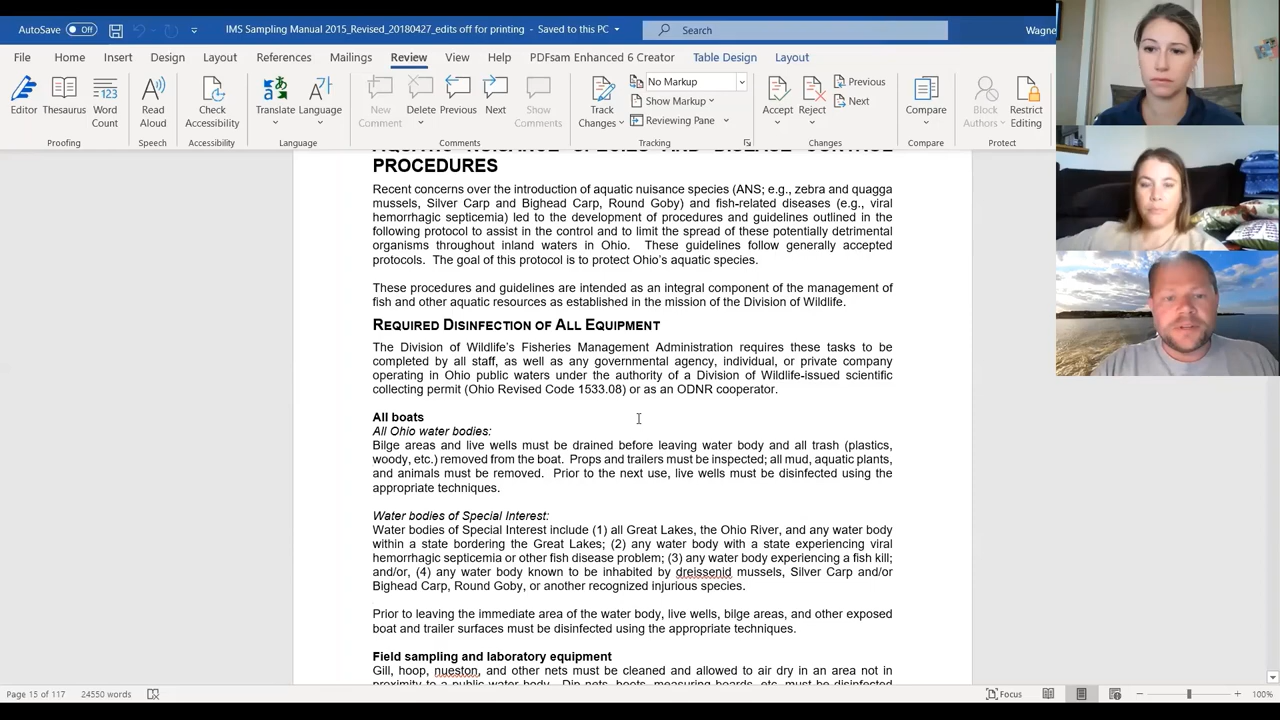 AutoSave Off IMS Sampling Manual 2015_Revised_20180427_edits off for printing - Saved to this PC Search Wagne
File Home Insert Design Layout References Mailings Review View Help PDFsam Enhanced 6 Creator Table Design Layout
Editor Thesaurus Word Count
Proofing
Read Aloud
Speech
Check Accessibility
Accessibility
Translate Language
Language
New Comment Delete Previous Next Show Comments
Comments
Track Changes No Markup
Show Markup
Reviewing Pane
Tracking
Accept Reject Previous
Next
Changes
Compare
Compare
Block Authors Restrict Editing
Protect
AQUATIC NUISANCE SPECIES AND DISEASE CONTROL
PROCEDURES
Recent concerns over the introduction of aquatic nuisance species (ANS; e.g., zebra and quagga
mussels, Silver Carp and Bighead Carp, Round Goby) and fish-related diseases (e.g., viral
hemorrhagic septicemia) led to the development of procedures and guidelines outlined in the
following protocol to assist in the control and to limit the spread of these potentially detrimental
organisms throughout inland waters in Ohio. These guidelines follow generally accepted
protocols. The goal of this protocol is to protect Ohio's aquatic species.
These procedures and guidelines are intended as an integral component of the management of
fish and other aquatic resources as established in the mission of the Division of Wildlife.
REQUIRED DISINFECTION OF ALL EQUIPMENT
The Division of Wildlife's Fisheries Management Administration requires these tasks to be
completed by all staff, as well as any governmental agency, individual, or private company
operating in Ohio public waters under the authority of a Division of Wildlife-issued scientific
collecting permit (Ohio Revised Code 1533.08) or as an ODNR cooperator.
All boats
All Ohio water bodies:
Bilge areas and live wells must be drained before leaving water body and all trash (plastics,
woody, etc.) removed from the boat. Props and trailers must be inspected; all mud, aquatic plants,
and animals must be removed. Prior to the next use, live wells must be disinfected using the
appropriate techniques.
Water bodies of Special Interest:
Water bodies of Special Interest include (1) all Great Lakes, the Ohio River, and any water body
within a state bordering the Great Lakes; (2) any water body with a state experiencing viral
hemorrhagic septicemia or other fish disease problem; (3) any water body experiencing a fish kill;
and/or, (4) any water body known to be inhabited by dreissenid mussels, Silver Carp and/or
Bighead Carp, Round Goby, or another recognized injurious species.
Prior to leaving the immediate area of the water body, live wells, bilge areas, and other exposed
boat and trailer surfaces must be disinfected using the appropriate techniques.
Field sampling and laboratory equipment
Gill, hoop, nueston, and other nets must be cleaned and allowed to air dry in an area not in
proximity to a public water body. Dip nets, boots, measuring boards, etc. must be disinfected
Page 15 of 117 24550 words Focus 100%